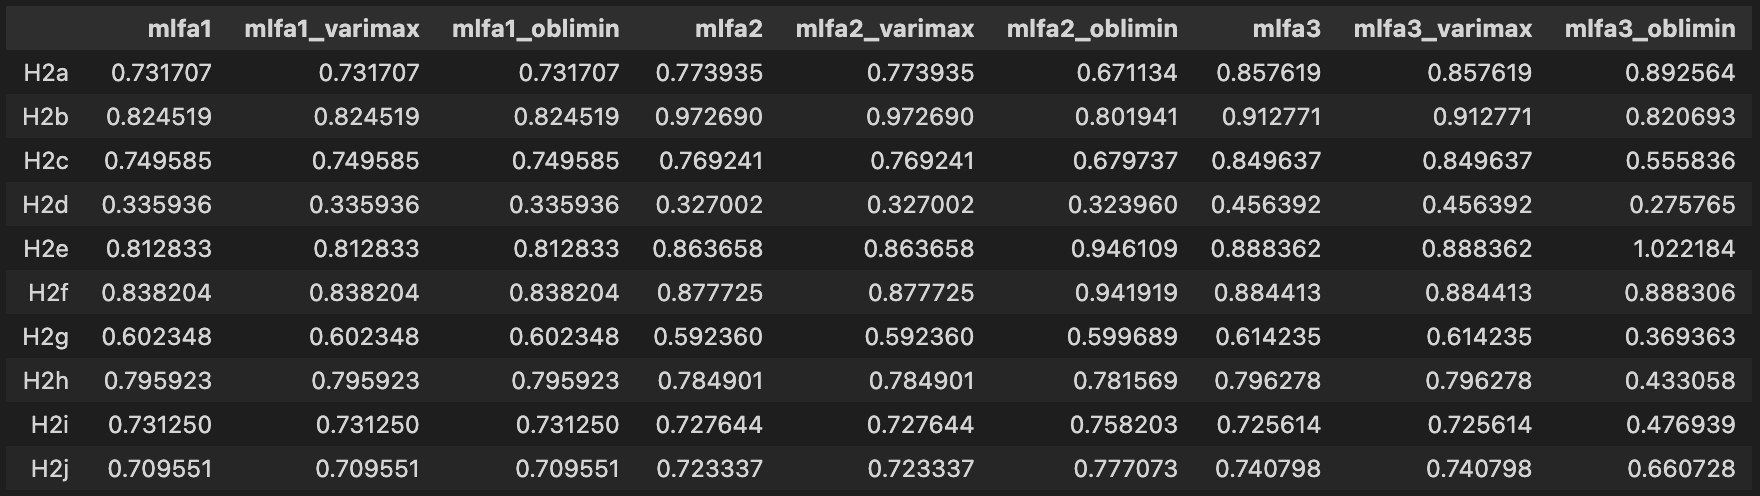 mlfa1 mlfa1_varimax mlfa1_oblimin mlfa2 mlfa2_varimax mlfa2_oblimin mlfa3 mlfa3_varimax mlfa3_oblimin
H2a 0.731707 0.731707 0.731707 0.773935 0.773935 0.671134 0.857619 0.857619 0.892564
H2b 0.824519 0.824519 0.824519 0.972690 0.972690 0.801941 0.912771 0.912771 0.820693
H2c 0.749585 0.749585 0.749585 0.769241 0.769241 0.679737 0.849637 0.849637 0.555836
H2d 0.335936 0.335936 0.335936 0.327002 0.327002 0.323960 0.456392 0.456392 0.275765
H2e 0.812833 0.812833 0.812833 0.863658 0.863658 0.946109 0.888362 0.888362 1.022184
H2f 0.838204 0.838204 0.838204 0.877725 0.877725 0.941919 0.884413 0.884413 0.888306
H2g 0.602348 0.602348 0.602348 0.592360 0.592360 0.599689 0.614235 0.614235 0.369363
H2h 0.795923 0.795923 0.795923 0.784901 0.784901 0.781569 0.796278 0.796278 0.433058
H2i 0.731250 0.731250 0.731250 0.727644 0.727644 0.758203 0.725614 0.725614 0.476939
H2j 0.709551 0.709551 0.709551 0.723337 0.723337 0.777073 0.740798 0.740798 0.660728